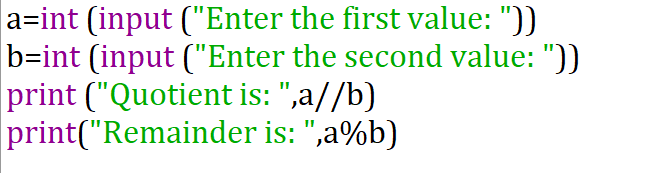 a=int (input ("Enter the first value: "))
b=int (input ("Enter the second value: "))
print ("Quotient is: ",a//b)
print("Remainder is: ",a%b)